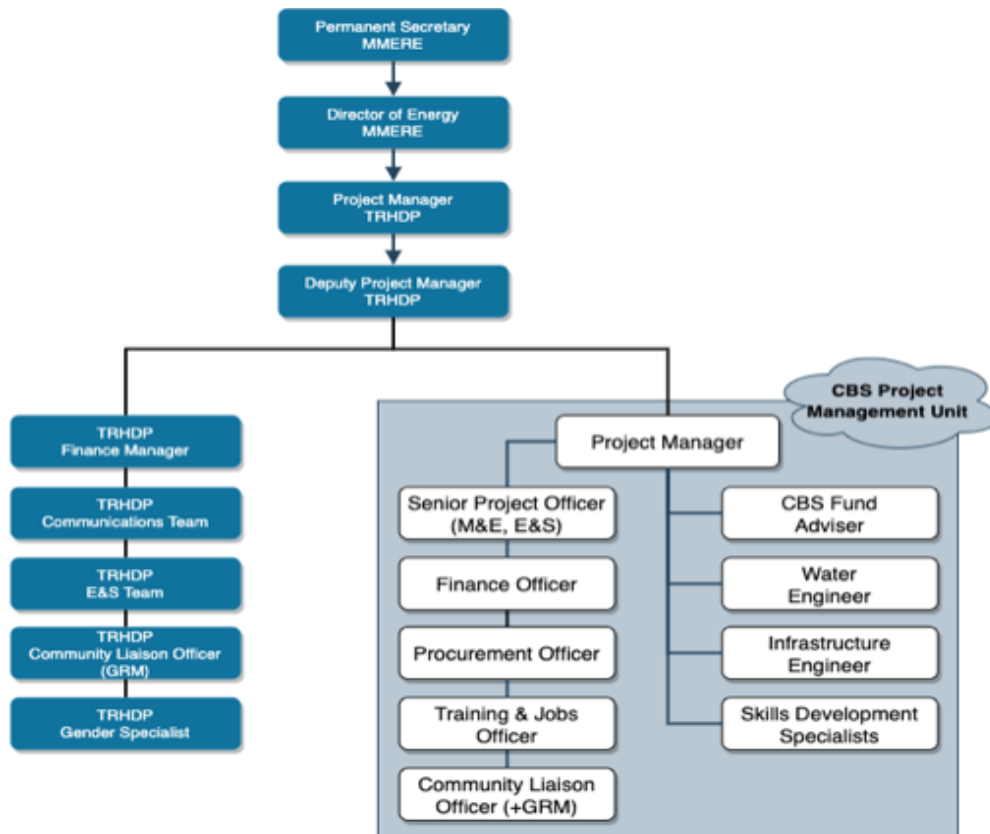 Permanent Secretary
MMERE
Director of Energy
MMERE
Project Manager
TRHDP
Deputy Project Manager
TRHDP
CBS Project
Management Unit
TRHDP
Finance Manager
TRHDP
Communications Team
TRHDP
E&S Team
TRHDP
Community Liaison Officer
(GRM)
TRHDP
Gender Specialist
Project Manager
Senior Project Officer
(M&E, E&S)
Finance Officer
Procurement Officer
Training & Jobs
Officer
Community Liaison
Officer (+GRM)
CBS Fund
Adviser
Water
Engineer
Infrastructure
Engineer
Skills Development
Specialists